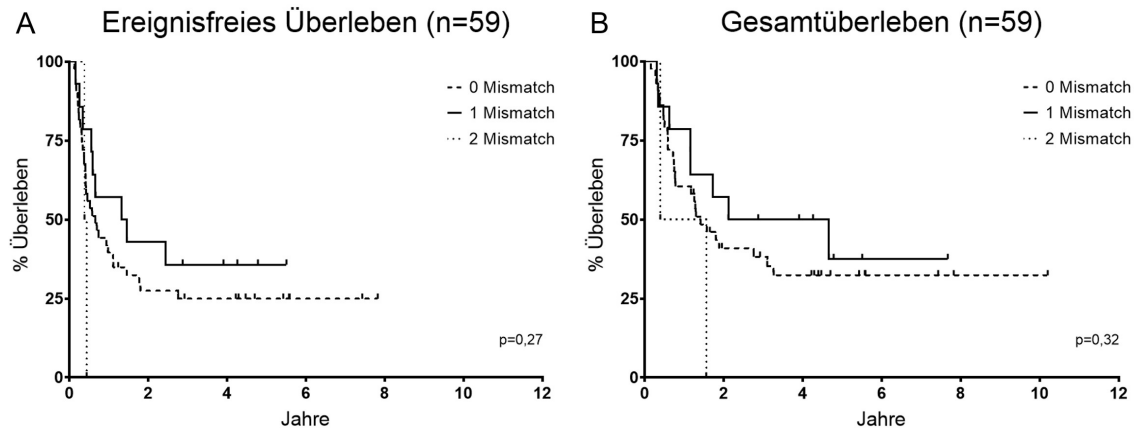 A
Ereignisfreies Überleben (n=59)
% Überleben
100
75
50
25
0
0 Mismatch
1 Mismatch
2 Mismatch
p=0,27
0 2 4 6 8 10 12
Jahre
B
Gesamtüberleben (n=59)
% Überleben
100
75
50
25
0
0 Mismatch
1 Mismatch
2 Mismatch
p=0,32
0 2 4 6 8 10 12
Jahre